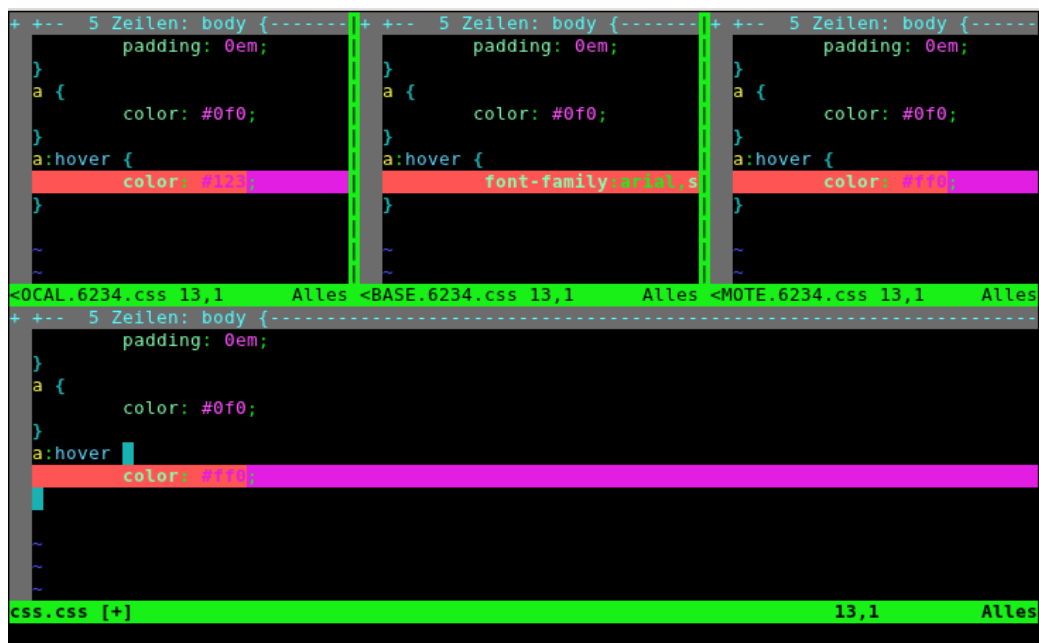 + +--  5 Zeilen: body {-------
        padding: 0em;
}
a {
        color: #0f0;
}
a:hover {
        color: #123;
}
~
~
<OCAL.6234.css 13,1      Alles
+ +--  5 Zeilen: body {-------
        padding: 0em;
}
a {
        color: #0f0;
}
a:hover {
        font-family:arial,s
}
~
~
<BASE.6234.css 13,1      Alles
+ +--  5 Zeilen: body {------
        padding: 0em;
}
a {
        color: #0f0;
}
a:hover {
        color: #ff0;
}
~
~
<MOTE.6234.css 13,1     Alles
+ +--  5 Zeilen: body {--------------------------------------------------------------------
        padding: 0em;
}
a {
        color: #0f0;
}
a:hover
        color: #ff0;
~
~
~
css.css [+]      13,1      Alles